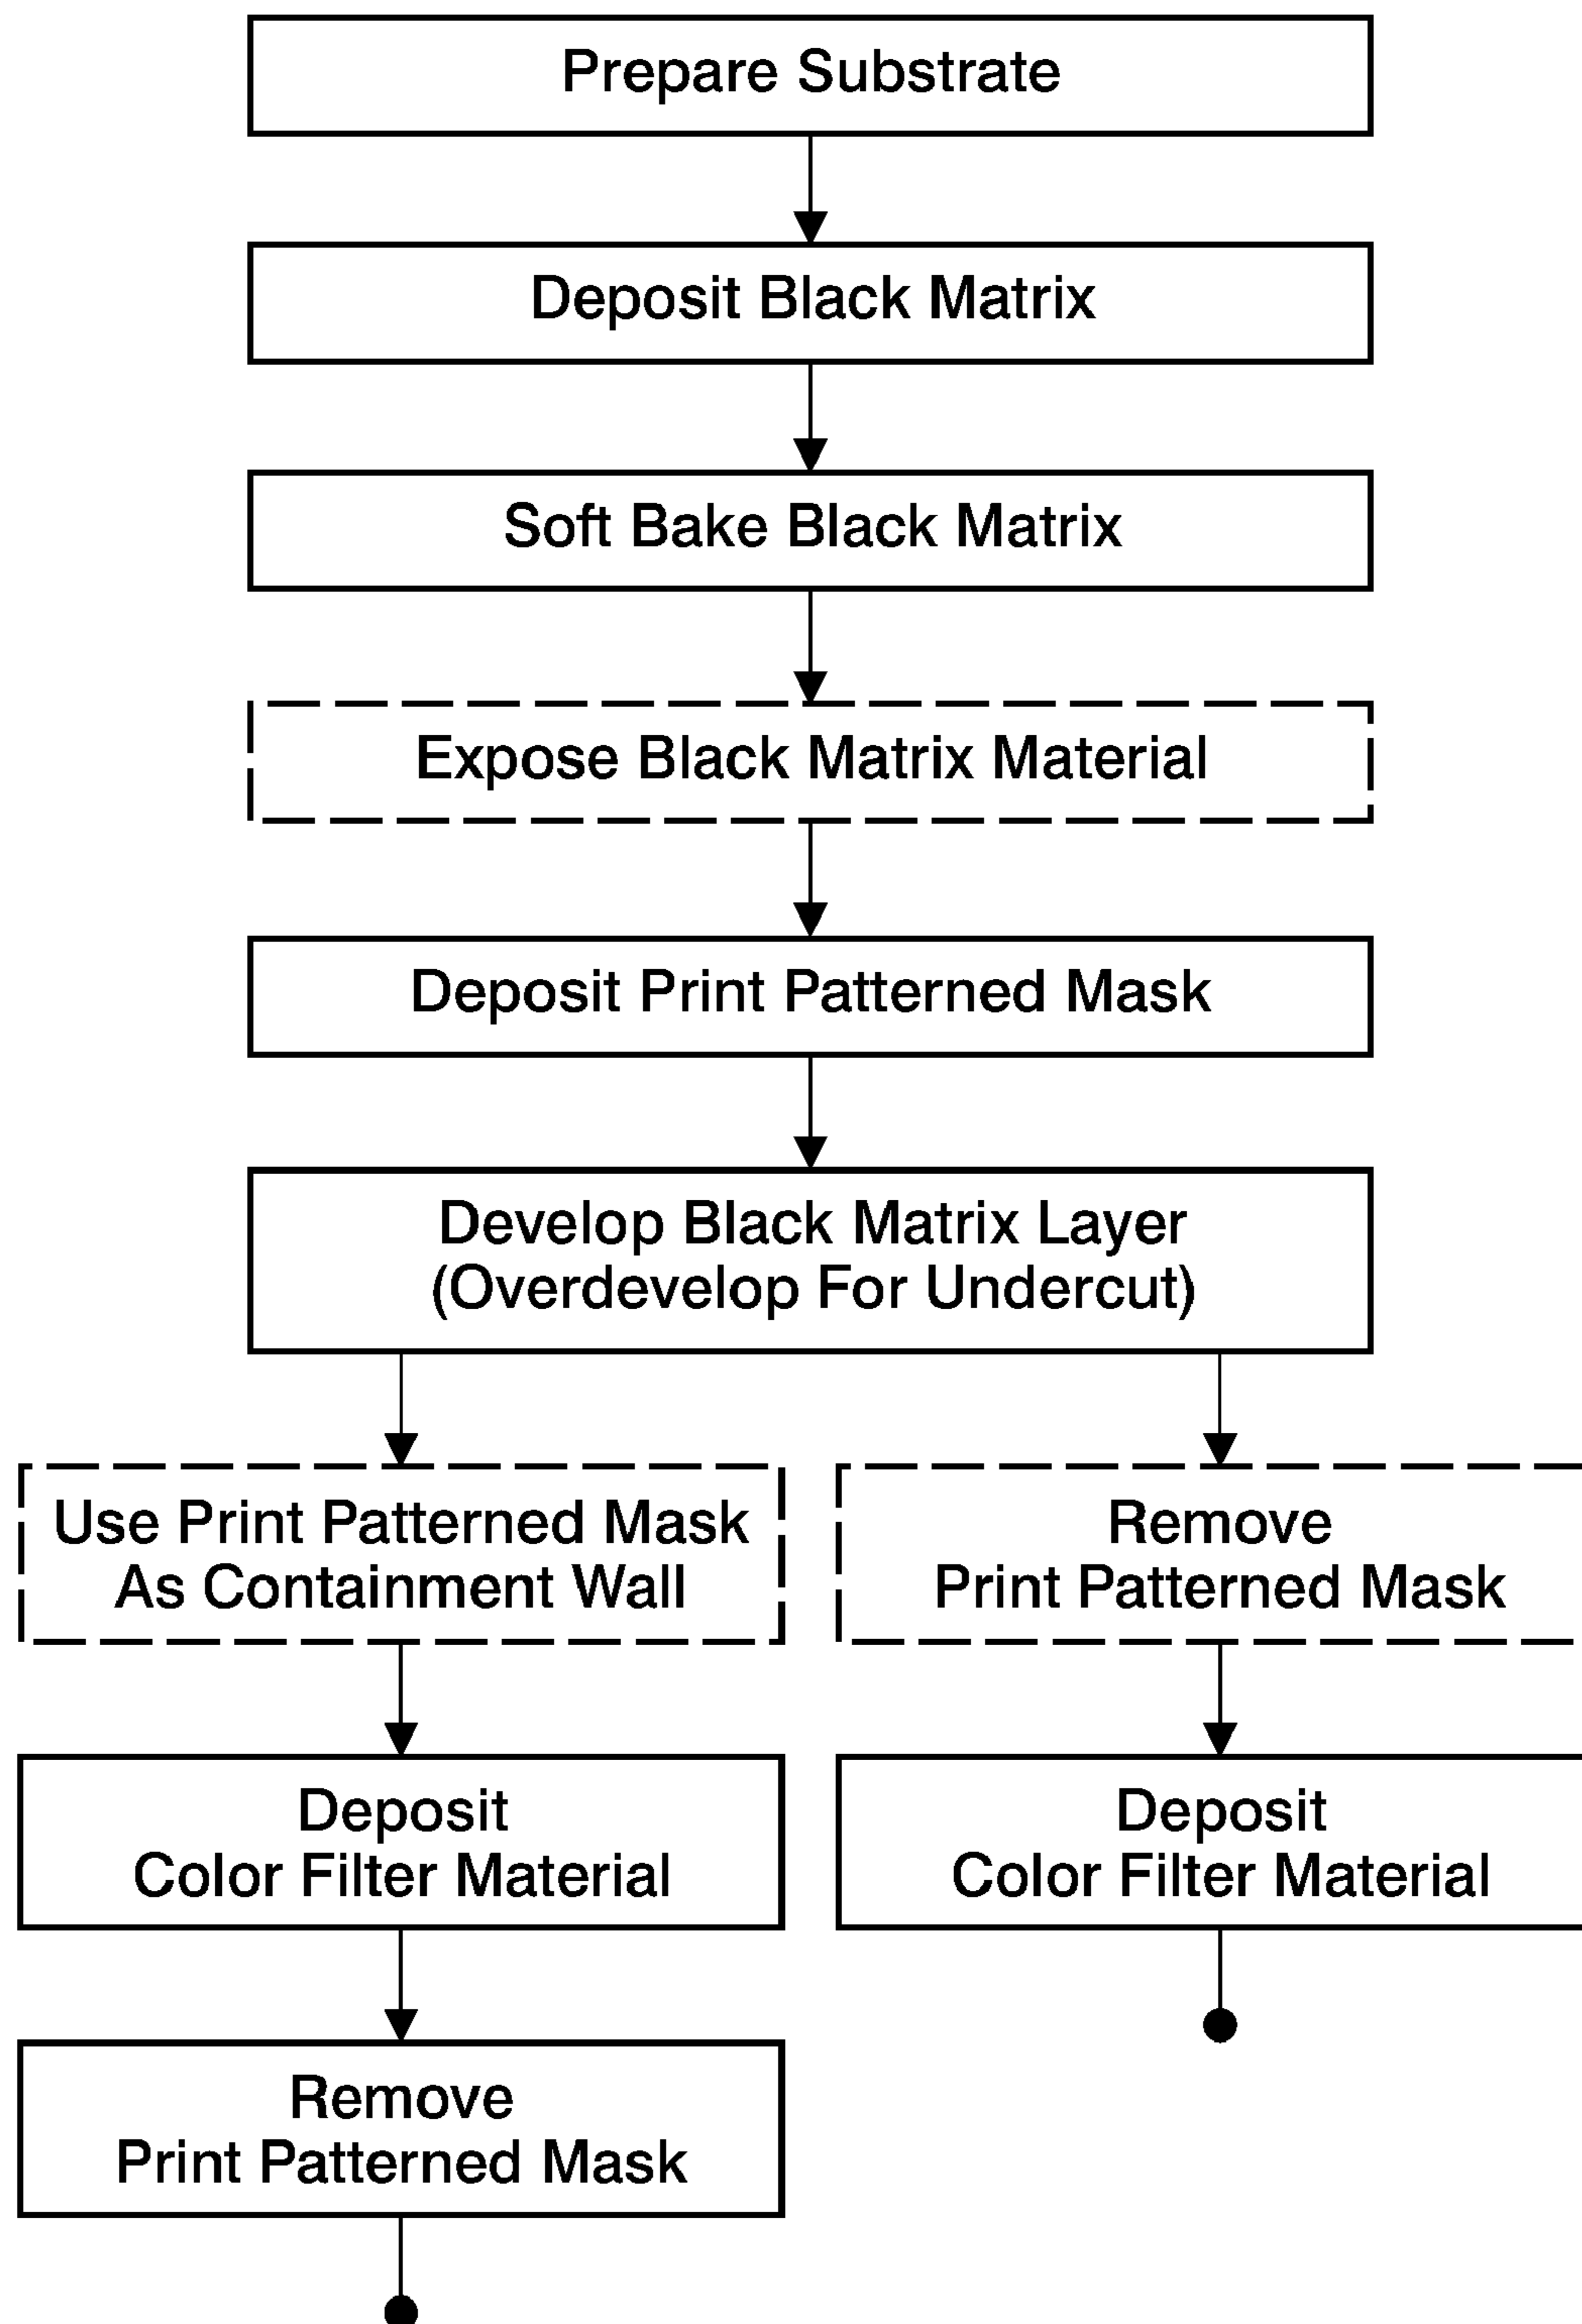 Prepare Substrate
Deposit Black Matrix
Soft Bake Black Matrix
Expose Black Matrix Material
Deposit Print Patterned Mask
Develop Black Matrix Layer
(Overdevelop For Undercut)
Use Print Patterned Mask
As Containment Wall
Remove
Print Patterned Mask
Deposit
Color Filter Material
Deposit
Color Filter Material
Remove
Print Patterned Mask